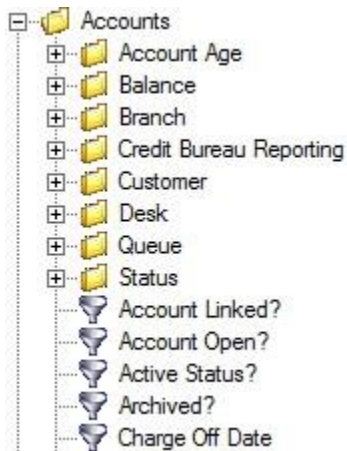 Accounts
Account Age
Balance
Branch
Credit Bureau Reporting
Customer
Desk
Queue
Status
Account Linked?
Account Open?
Active Status?
Archived?
Charge Off Date